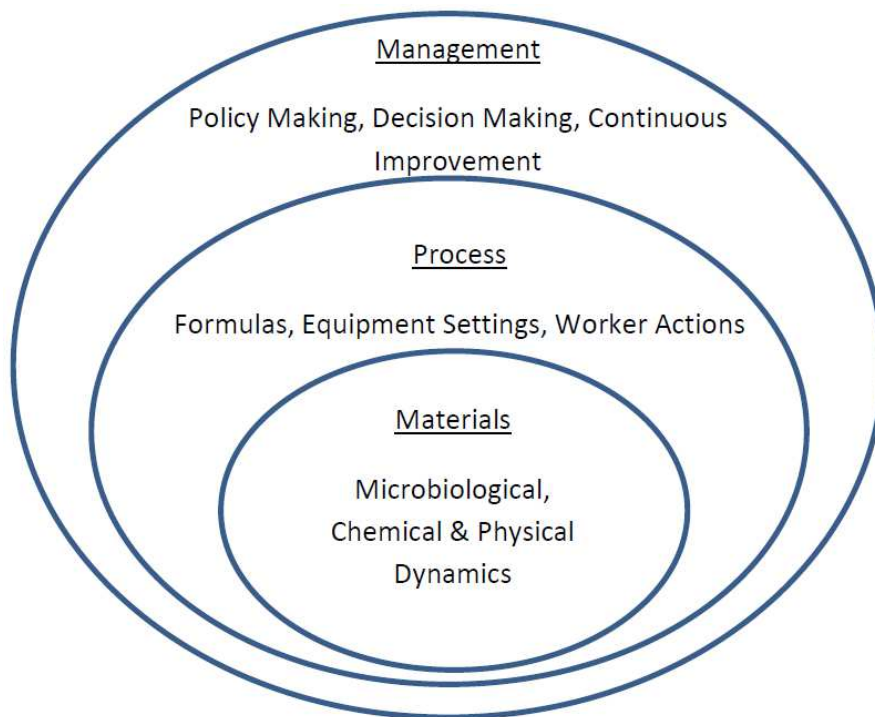 Management
Policy Making, Decision Making, Continuous
Improvement
Process
Formulas, Equipment Settings, Worker Actions
Materials
Microbiological,
Chemical & Physical
Dynamics